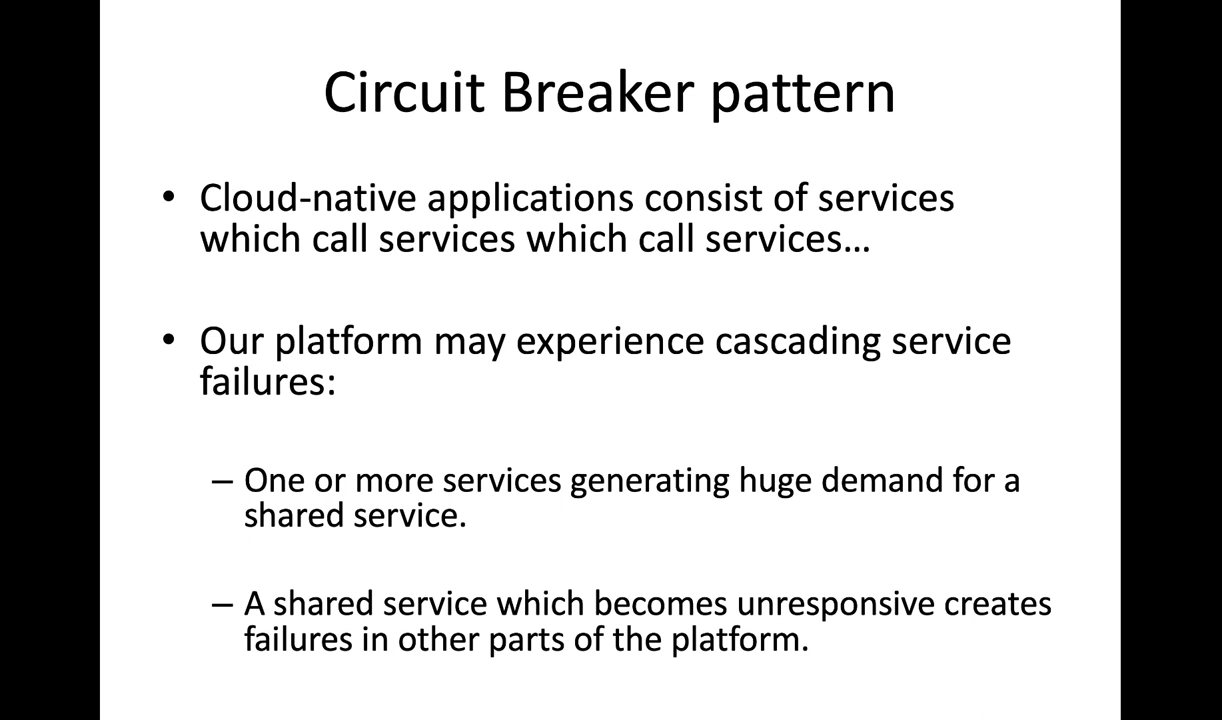 Circuit Breaker pattern
• Cloud-native applications consist of services
which call services which call services…
• Our platform may experience cascading service
failures:
– One or more services generating huge demand for a
shared service.
– A shared service which becomes unresponsive creates
failures in other parts of the platform.